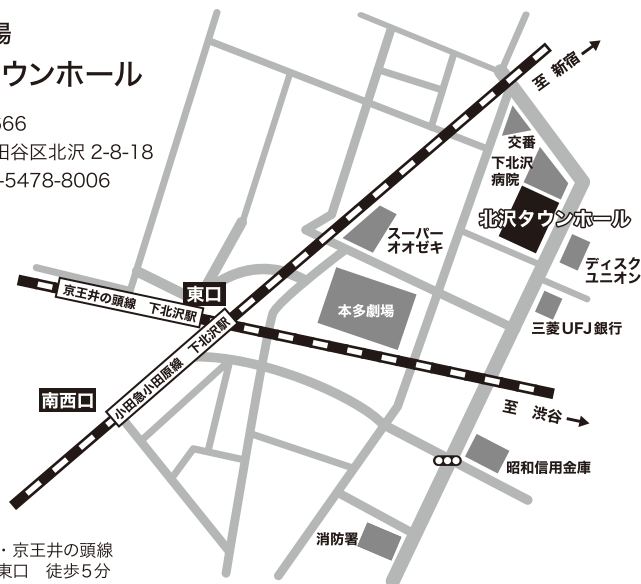 場
タウンホール
666
田谷区北沢 2-8-18
-5478-8006
至 新宿
交番
下北沢
病院
北沢タウンホール
スーパー
オオゼキ
ディスク
ユニオン
東口
京王井の頭線 下北沢駅
本多劇場
三菱UFJ銀行
小田急小田原線 下北沢駅
南西口
至 渋谷
昭和信用金庫
消防署
・京王井の頭線
東口 徒歩5分